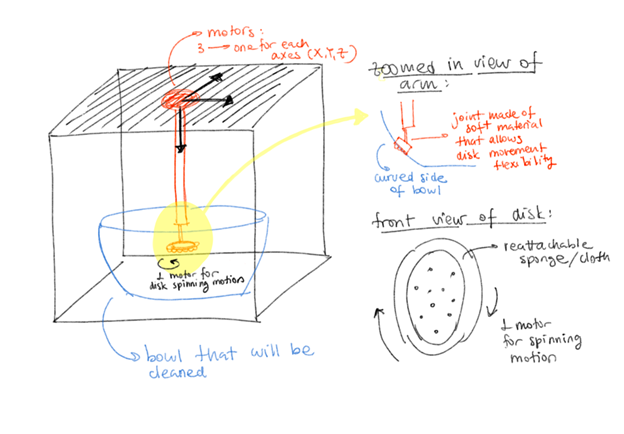 motors:
3 → one for each
axes (X,Y,Z)
zoomed in view of
arm:
joint made of
soft material
that allows
disk movement
flexibility
curved side
of bowl
front view of disk:
reattachable
sponge/cloth
1 motor
for spinning
motion
1 motor for
disk spinning motion
bowl that will be
cleaned